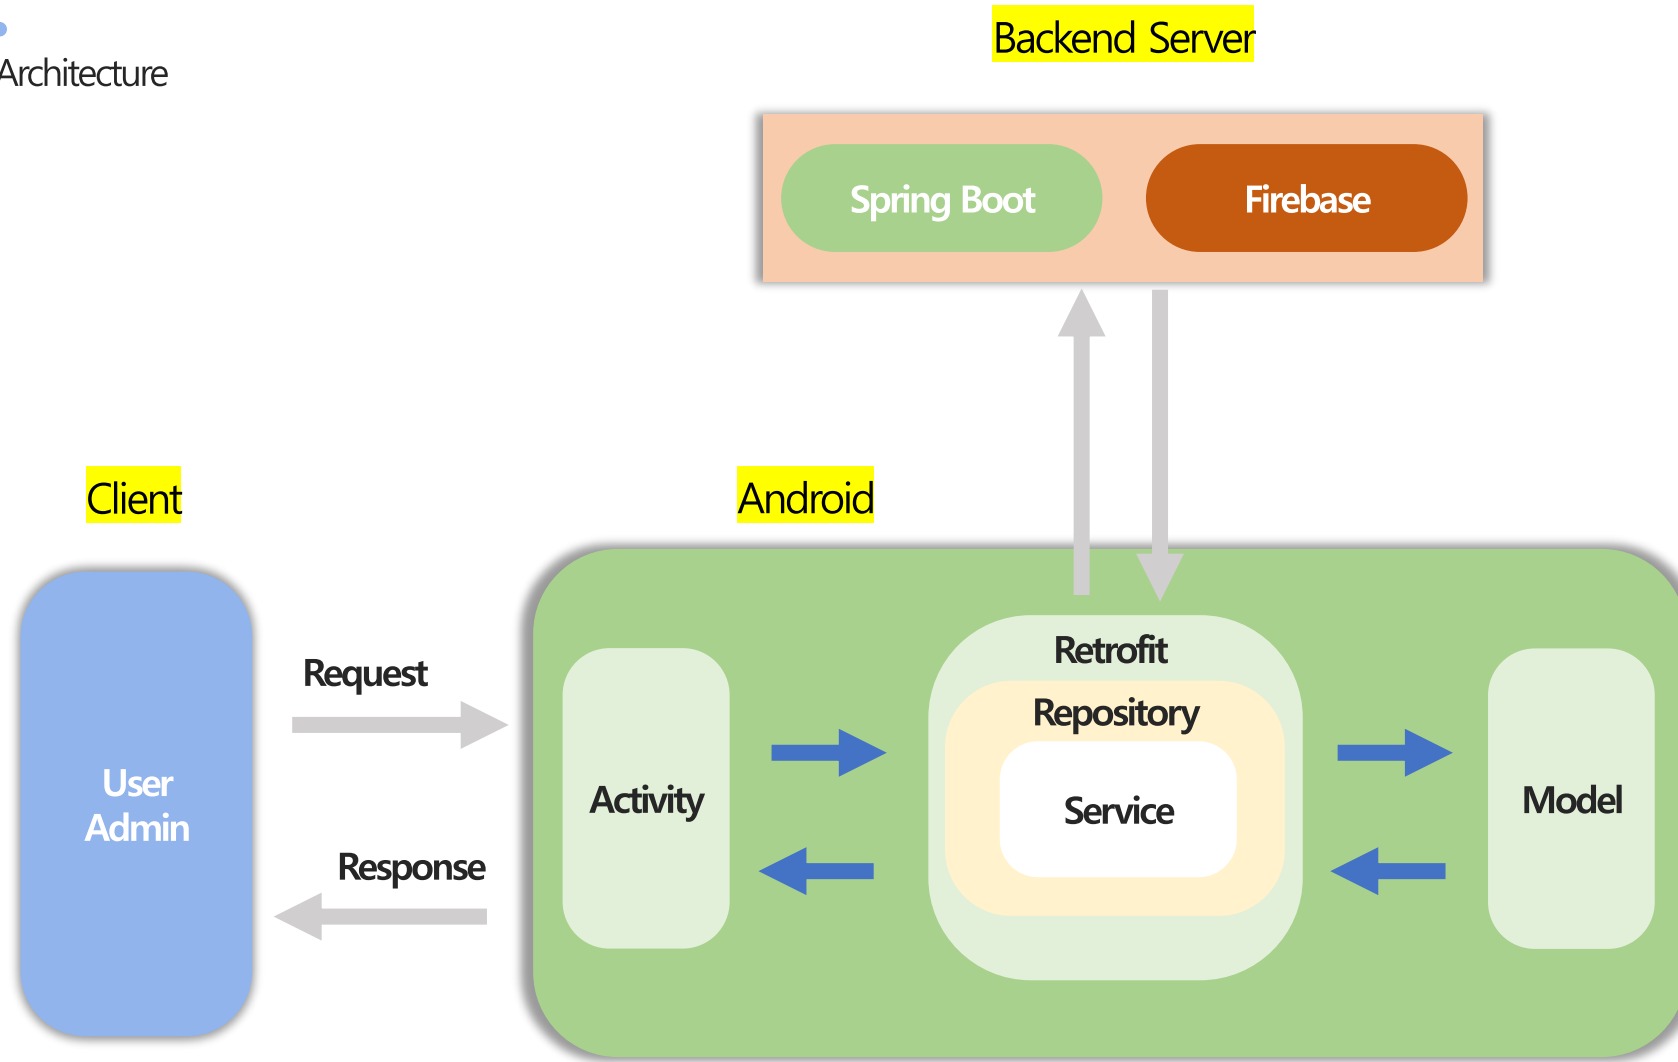 Architecture
Backend Server
Spring Boot
Firebase
Client
Android
Request
Response
User
Admin
Activity
Retrofit
Repository
Service
Model